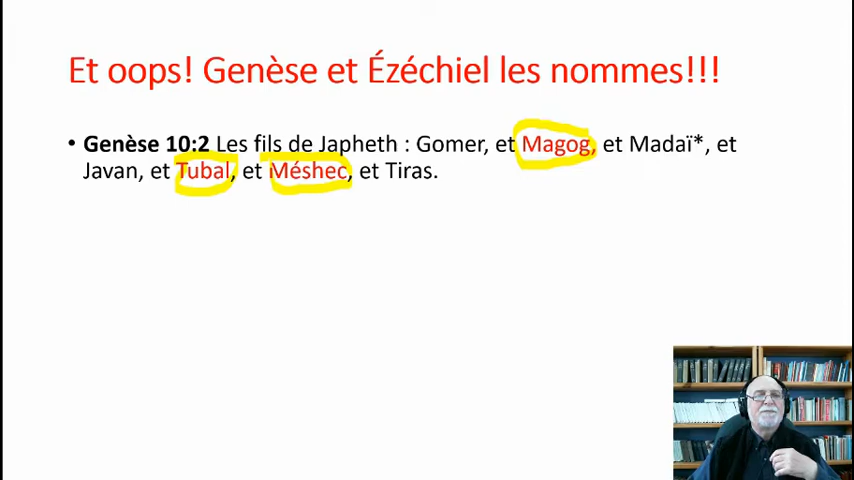 Et oops! Genèse et Ézéchiel les nommes!!!
• Genèse 10:2 Les fils de Japheth : Gomer, et Magog, et Madaï*, et
Javan, et Tubal, et Méshec, et Tiras.